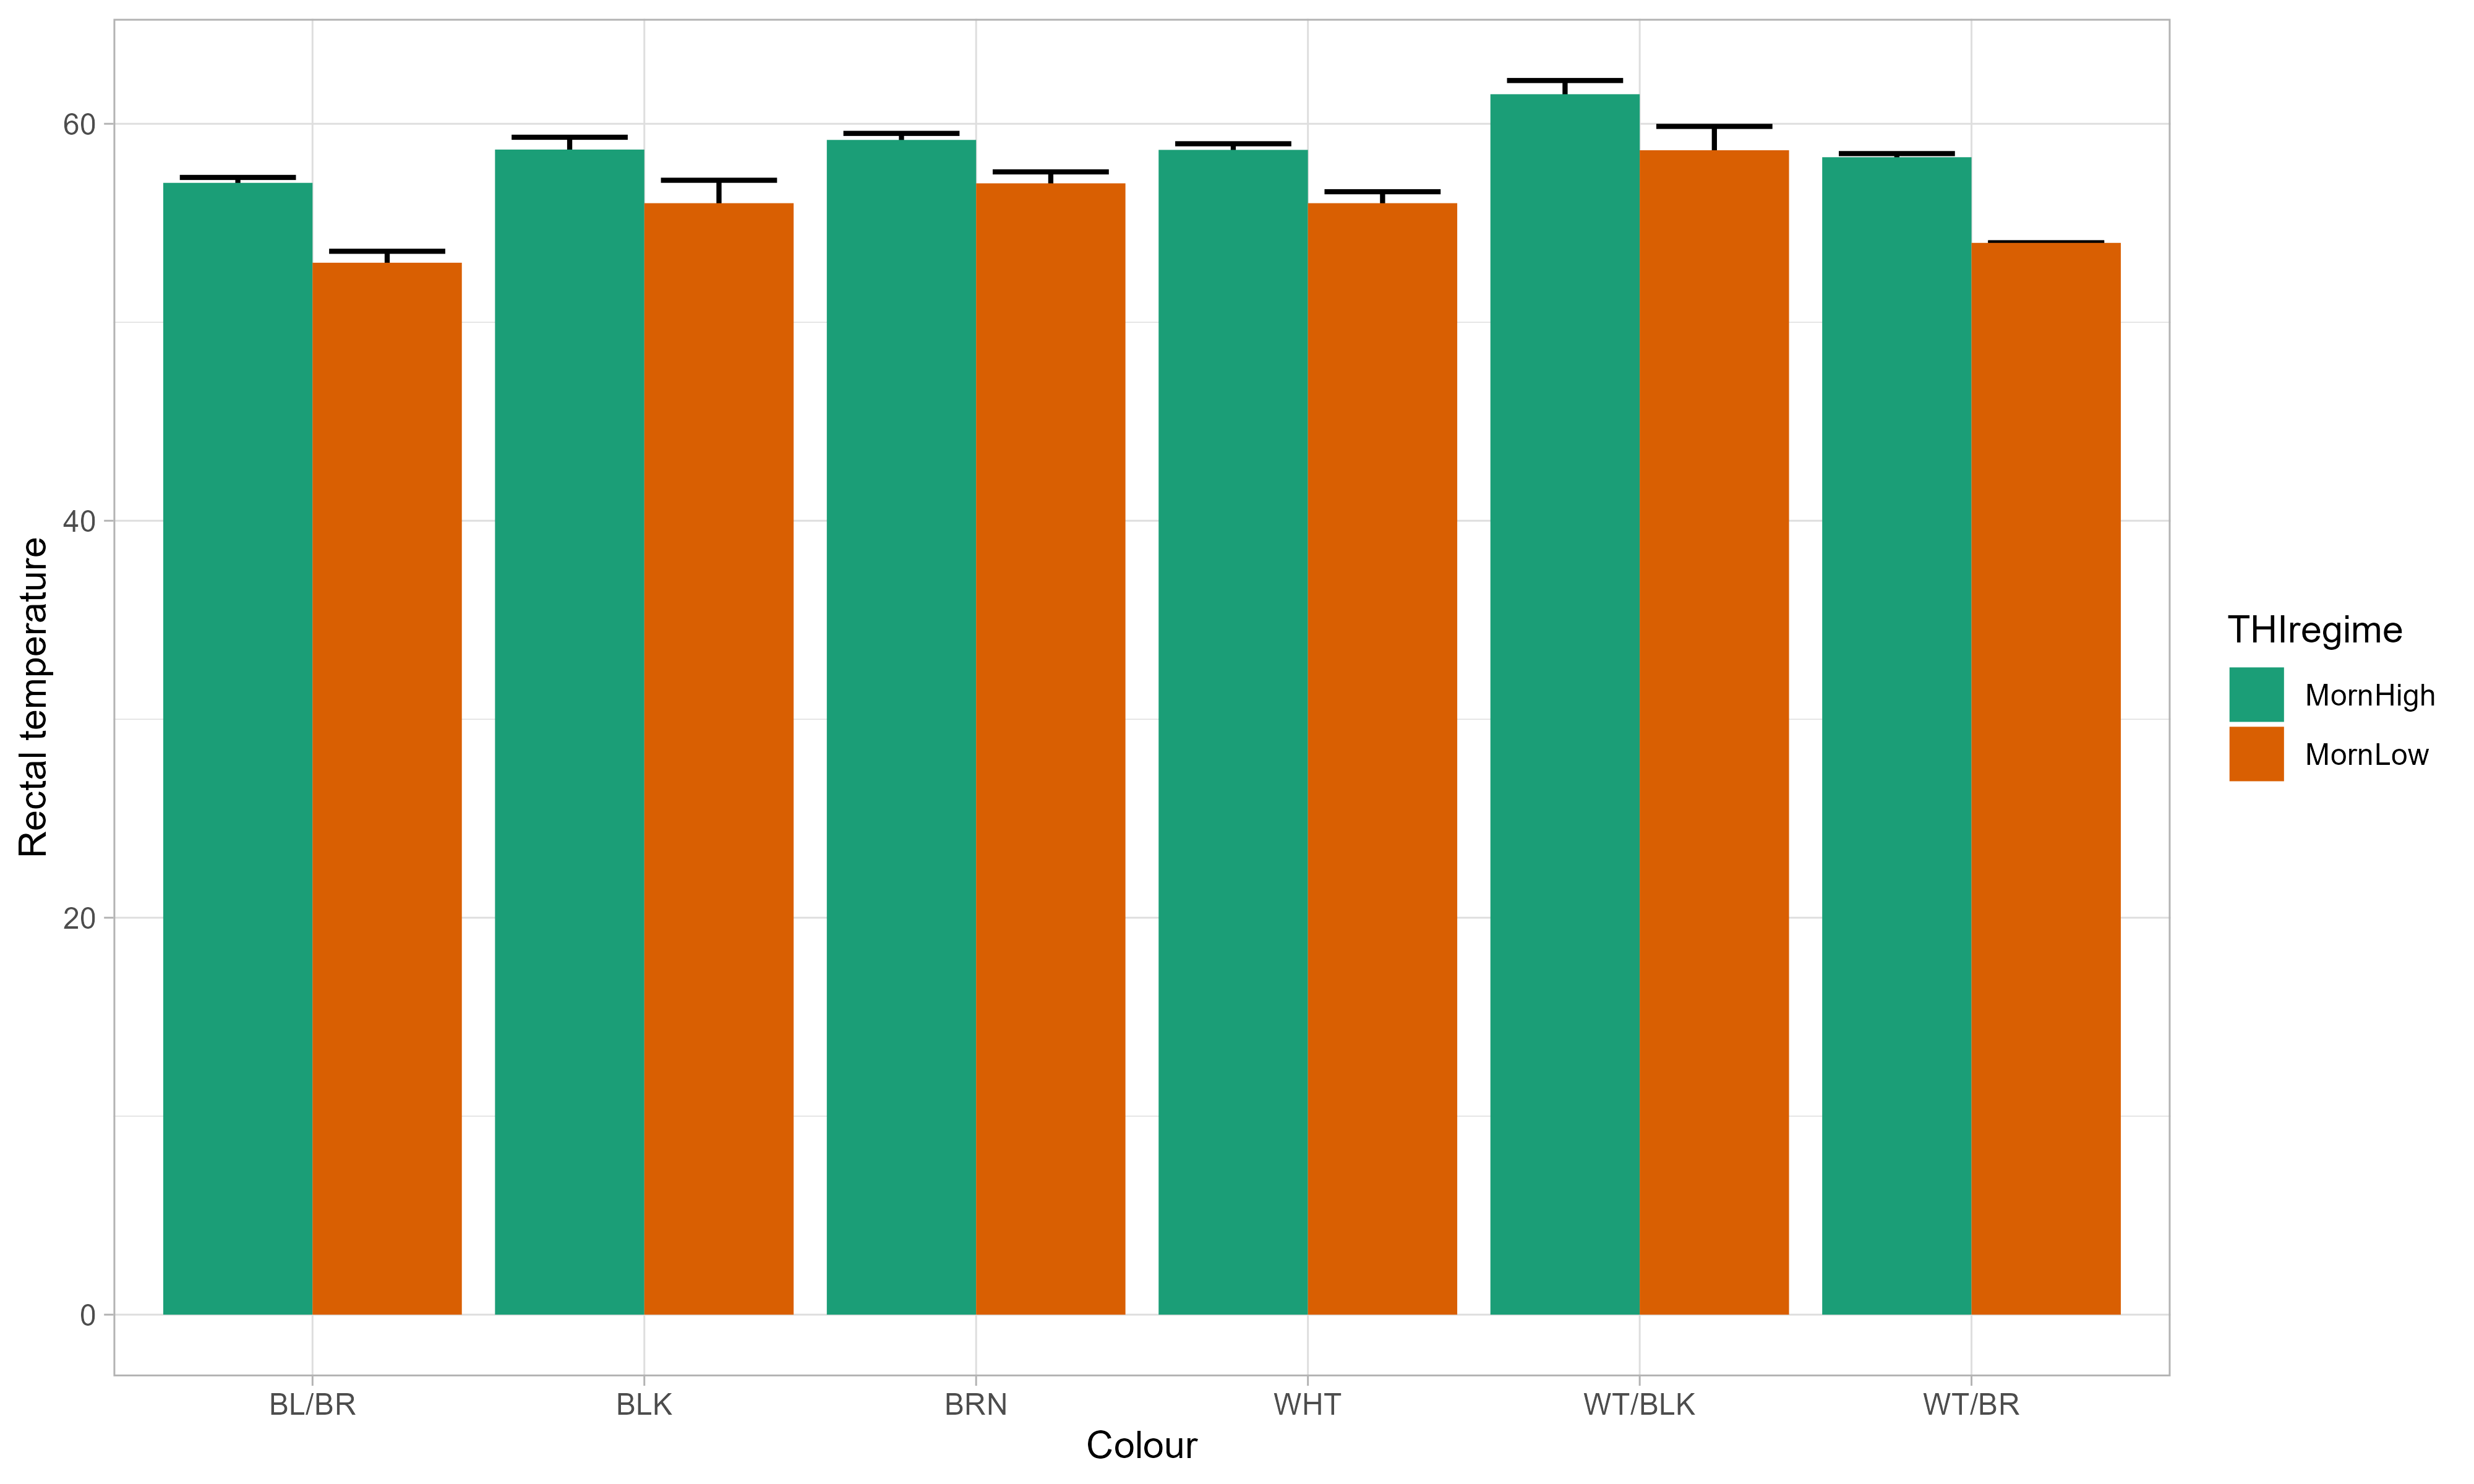 60
40
20
0
Rectal temperature
BL/BR BLK BRN WHT WT/BLK WT/BR
Colour
THIregime
MornHigh
MornLow